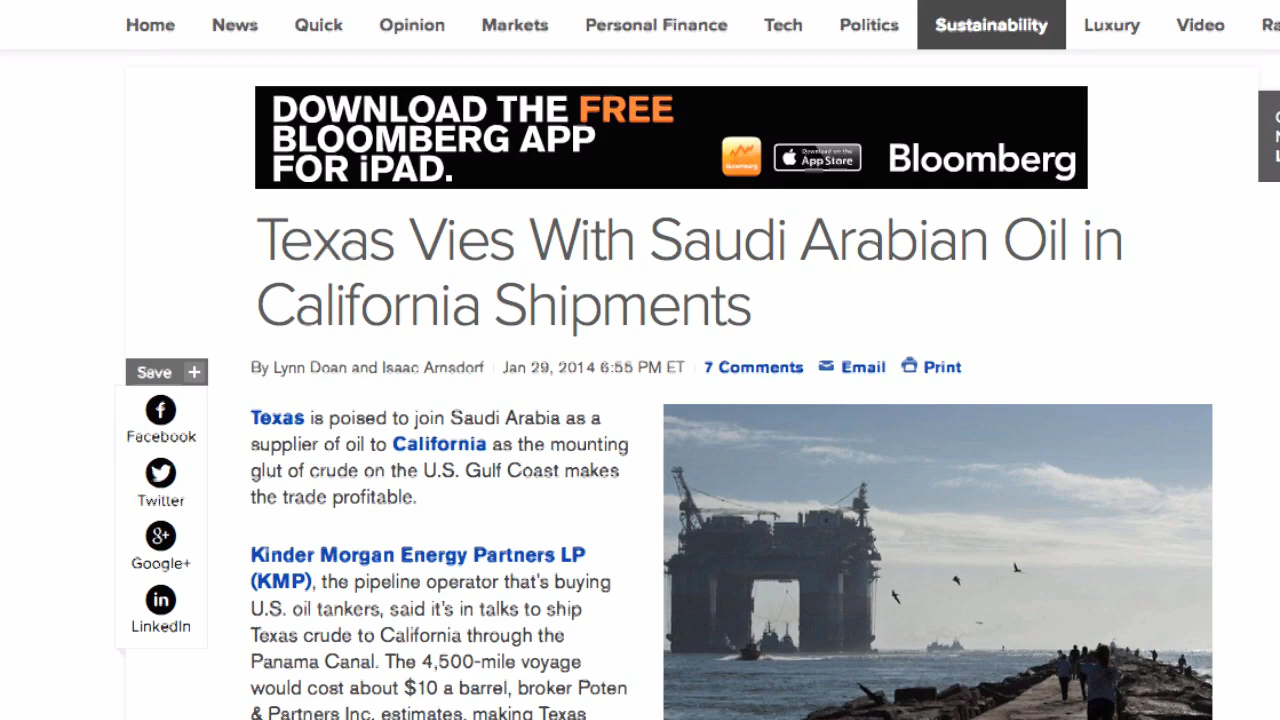 Home News Quick Opinion Markets Personal Finance Tech Politics Sustainability Luxury Video
DOWNLOAD THE FREE
BLOOMBERG APP
FOR iPAD.
Download on the
App Store
Bloomberg
Texas Vies With Saudi Arabian Oil in
California Shipments
By Lynn Doan and Isaac Arnsdorf Jan 29, 2014 6:55 PM ET 7 Comments Email Print
Save +
Facebook
Twitter
8+
Google+
in
LinkedIn
Texas is poised to join Saudi Arabia as a
supplier of oil to California as the mounting
glut of crude on the U.S. Gulf Coast makes
the trade profitable.
Kinder Morgan Energy Partners LP
(KMP), the pipeline operator that's buying
U.S. oil tankers, said it's in talks to ship
Texas crude to California through the
Panama Canal. The 4,500-mile voyage
would cost about $10 a barrel, broker Poten
& Partners Inc. estimates, making Texas